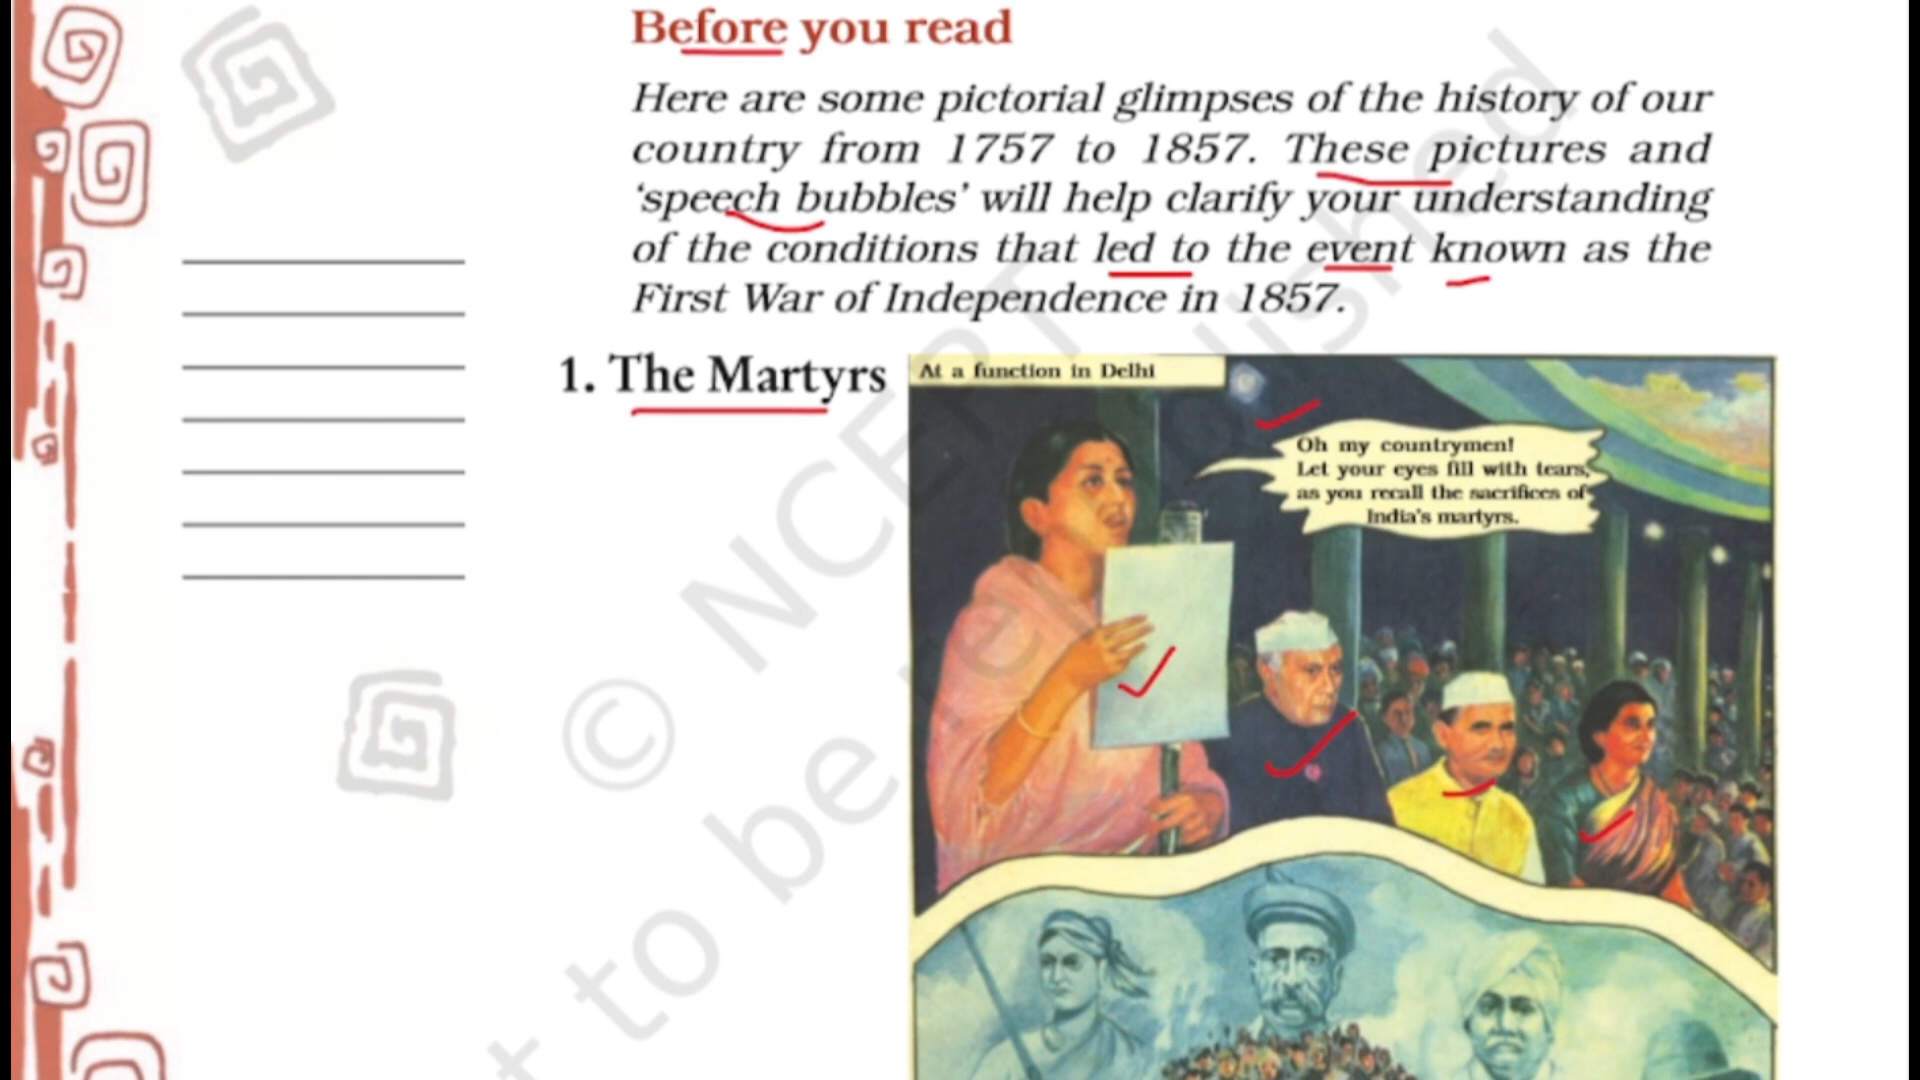 Before you read
Here are some pictorial glimpses of the history of our
country from 1757 to 1857. These pictures and
‘speech bubbles’ will help clarify your understanding
of the conditions that led to the event known as the
First War of Independence in 1857.
1. The Martyrs
At a function in Delhi
Oh my countrymen!
Let your eyes fill with tears,
as you recall the sacrifices of
India's martyrs.
© NCERT
to be